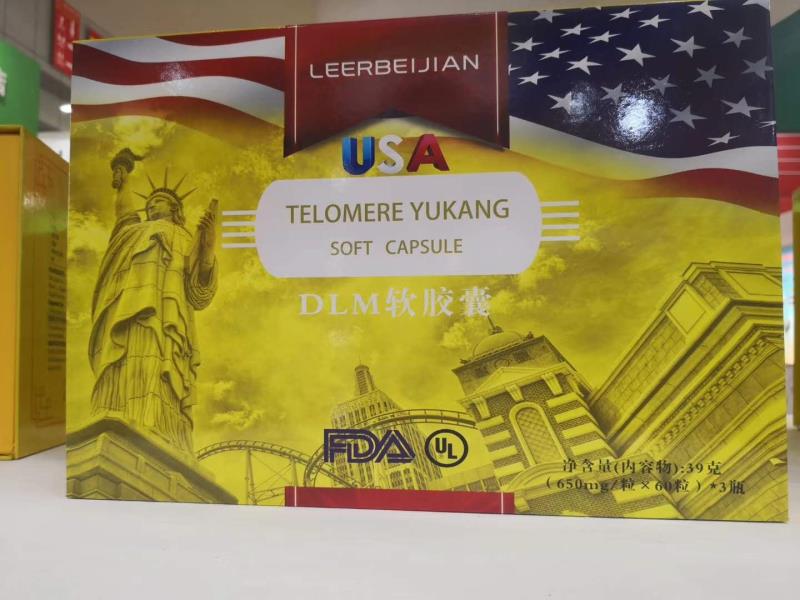 LEERBEIJIAN
USA
TELOMERE YUKANG
SOFT CAPSULE
DLM软胶囊
FDA UL
净含量(内容物):39克
(650mg/粒×60粒)*3瓶